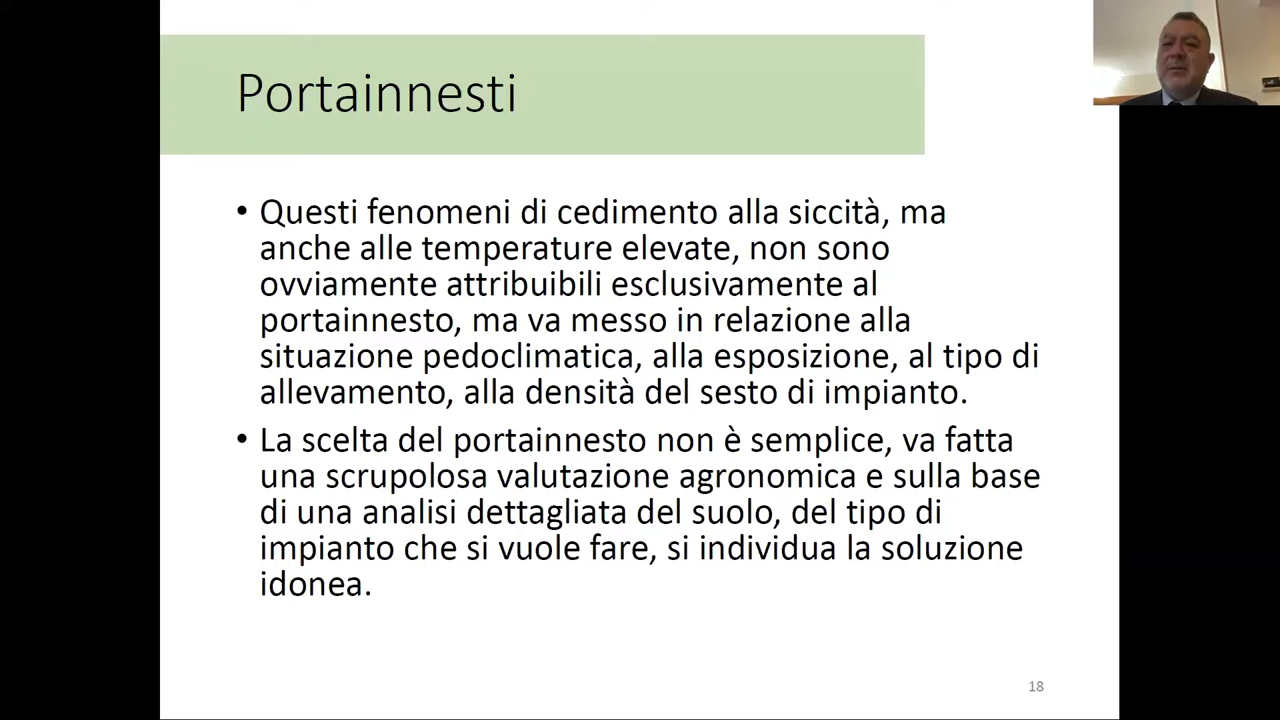 Portainnesti
• Questi fenomeni di cedimento alla siccità, ma
anche alle temperature elevate, non sono
ovviamente attribuibili esclusivamente al
portainnesto, ma va messo in relazione alla
situazione pedoclimatica, alla esposizione, al tipo di
allevamento, alla densità del sesto di impianto.
• La scelta del portainnesto non è semplice, va fatta
una scrupolosa valutazione agronomica e sulla base
di una analisi dettagliata del suolo, del tipo di
impianto che si vuole fare, si individua la soluzione
idonea.
18